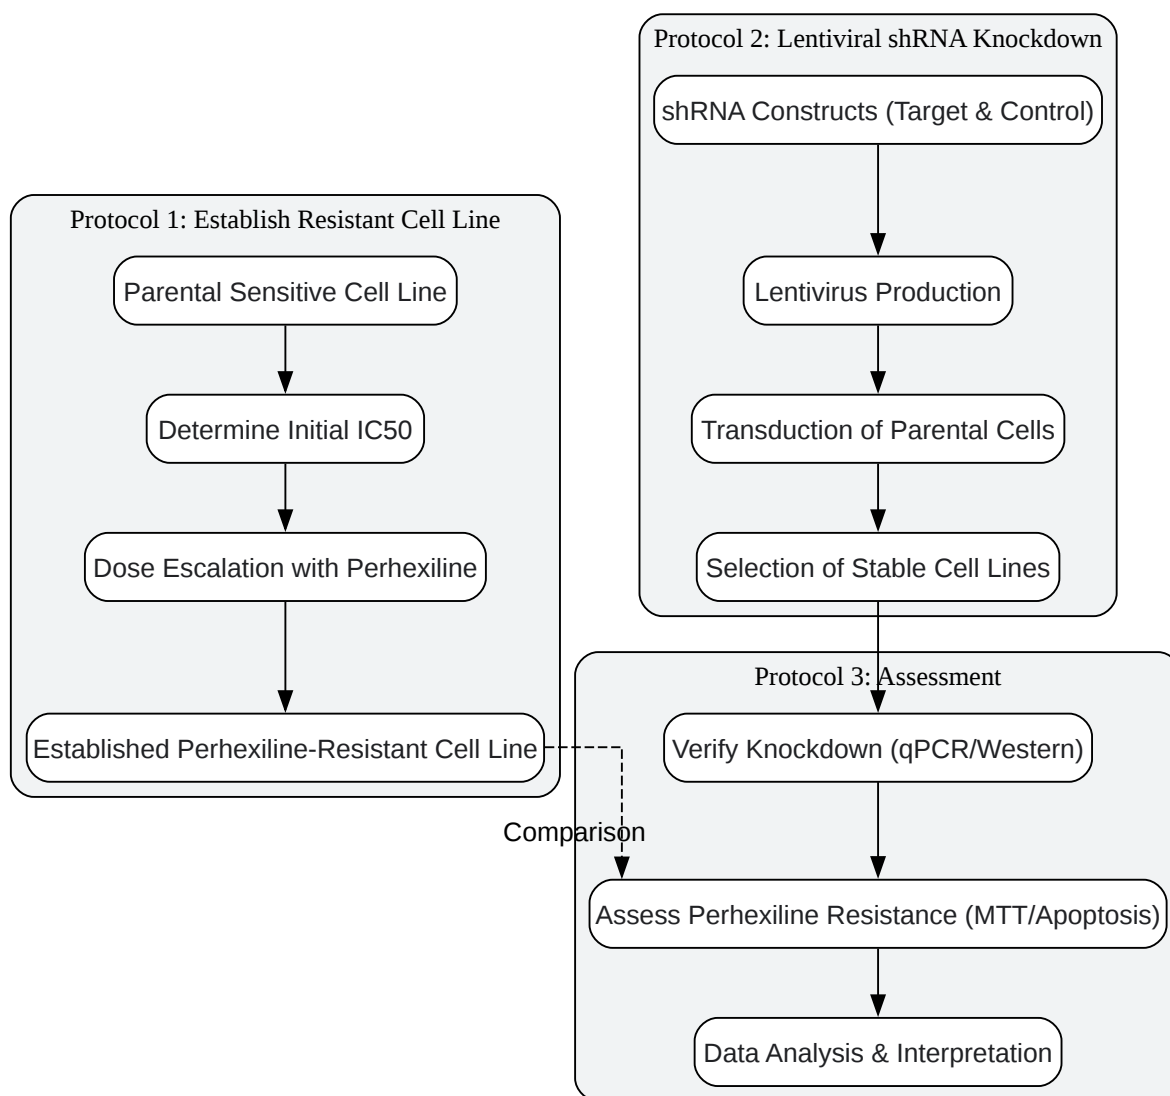 Protocol 2: Lentiviral shRNA Knockdown
shRNA Constructs (Target & Control)
Lentivirus Production
Transduction of Parental Cells
Selection of Stable Cell Lines
Protocol 1: Establish Resistant Cell Line
Parental Sensitive Cell Line
Determine Initial IC50
Dose Escalation with Perhexiline
Established Perhexiline-Resistant Cell Line
Comparison
Protocol 3: Assessment
Verify Knockdown (qPCR/Western)
Assess Perhexiline Resistance (MTT/Apoptosis)
Data Analysis & Interpretation